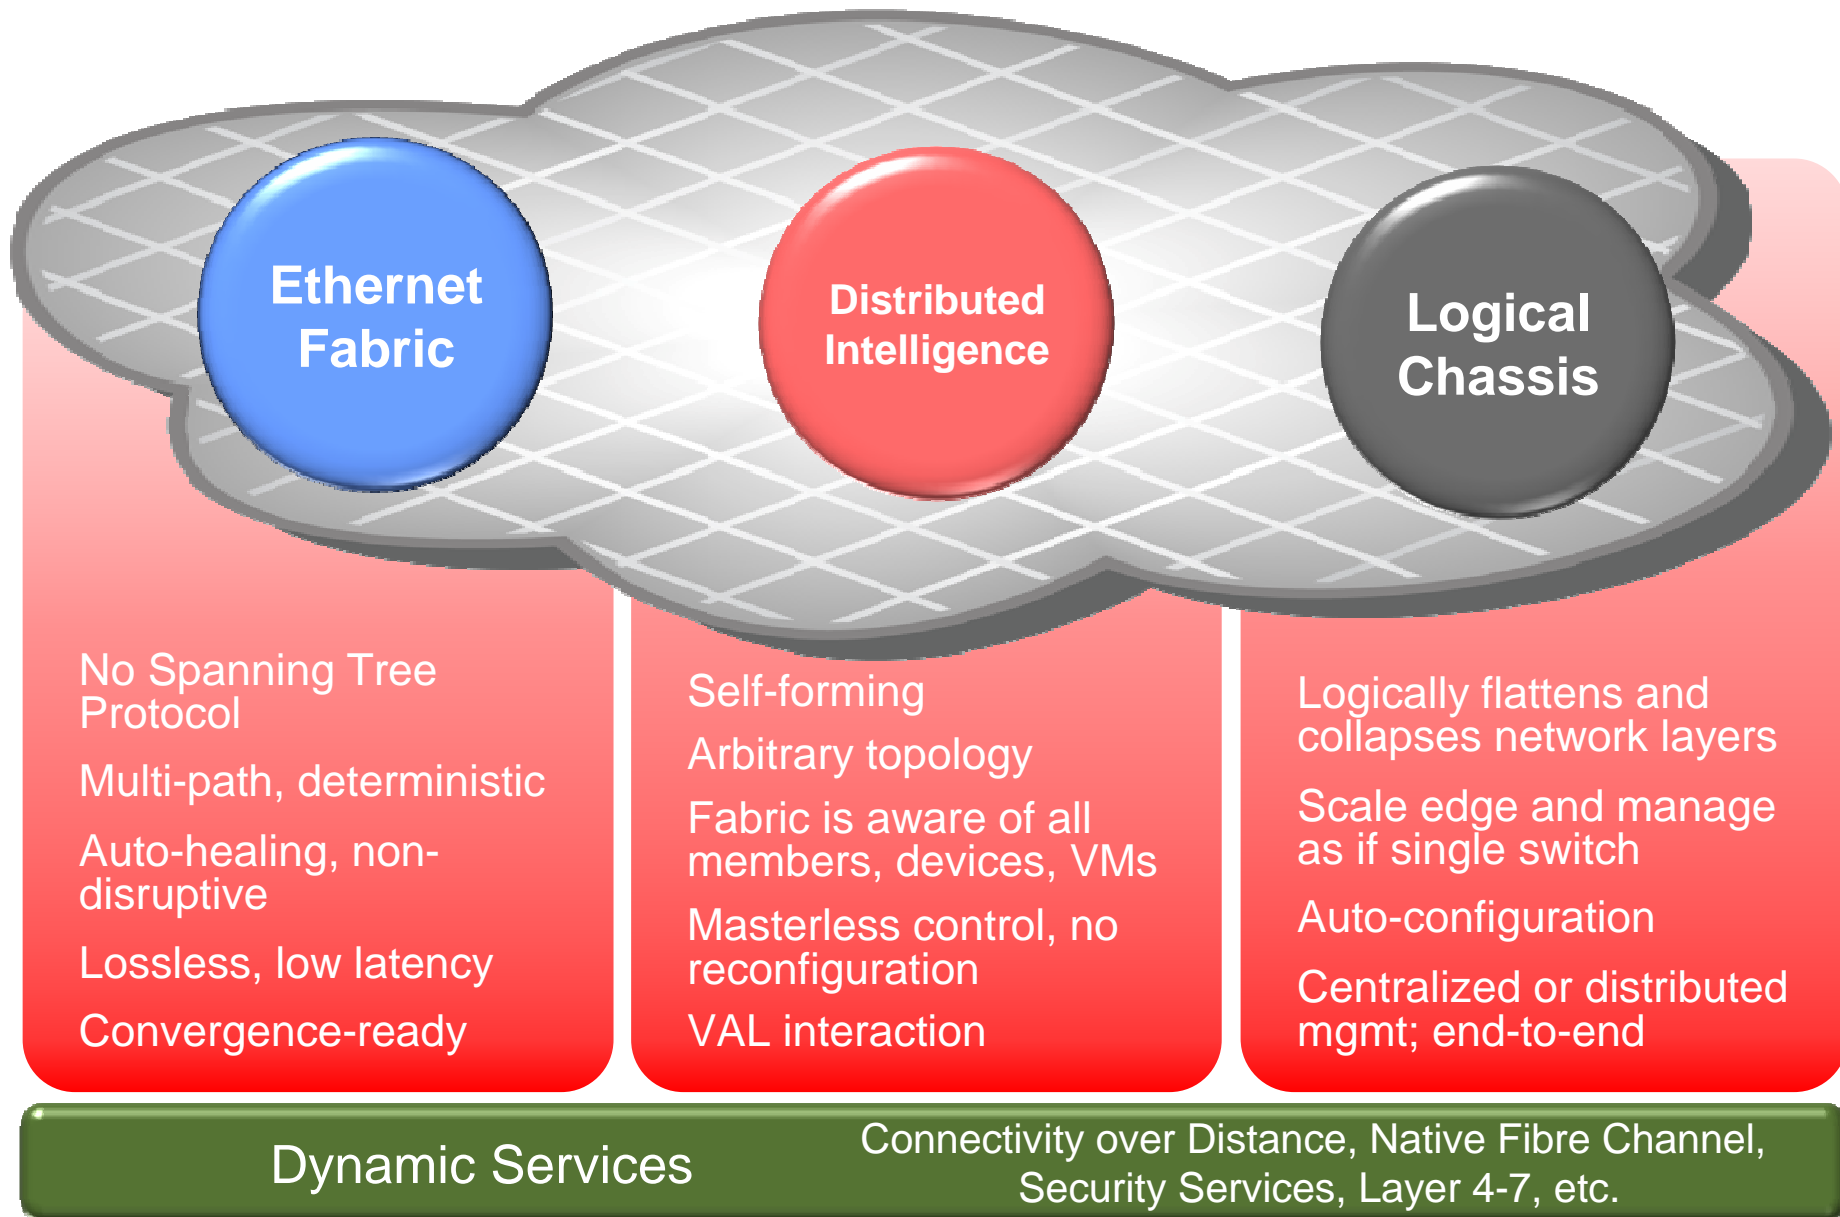 Ethernet
Fabric
Distributed
Intelligence
Logical
Chassis
No Spanning Tree
Protocol
Multi-path, deterministic
Auto-healing, non-
disruptive
Lossless, low latency
Convergence-ready
Self-forming
Arbitrary topology
Fabric is aware of all
members, devices, VMs
Masterless control, no
reconfiguration
VAL interaction
Logically flattens and
collapses network layers
Scale edge and manage
as if single switch
Auto-configuration
Centralized or distributed
mgmt; end-to-end
Dynamic Services
Connectivity over Distance, Native Fibre Channel,
Security Services, Layer 4-7, etc.